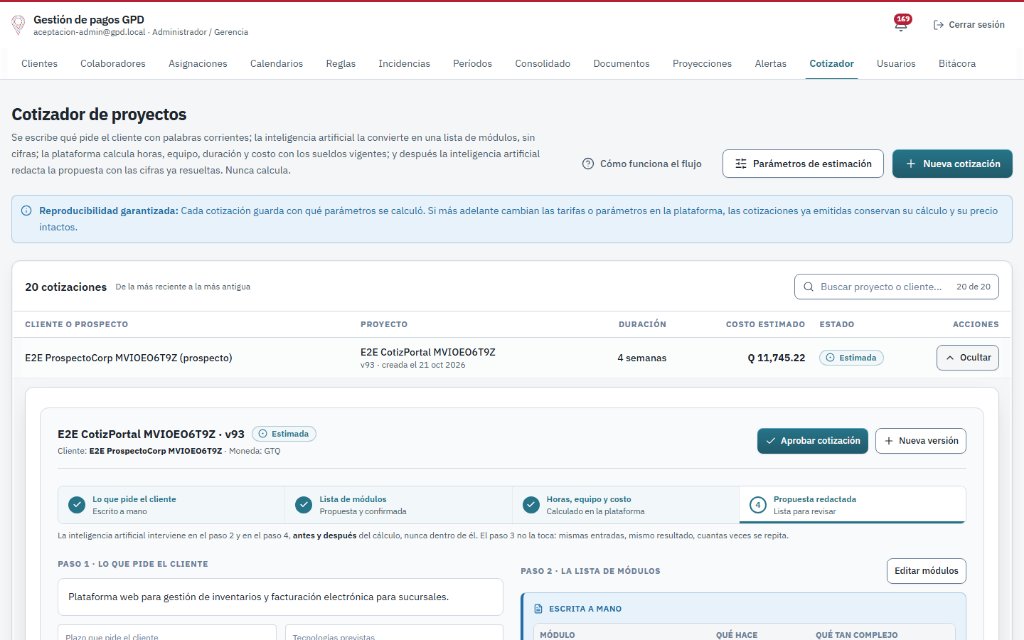 Gestión de pagos GPD
aceptacion-admin@gpd.local · Administrador / Gerencia
169
Cerrar sesión
Clientes Colaboradores Asignaciones Calendarios Reglas Incidencias Períodos Consolidado Documentos Proyecciones Alertas Cotizador Usuarios Bitácora
Cotizador de proyectos
Se escribe qué pide el cliente con palabras corrientes; la inteligencia artificial la convierte en una lista de módulos, sin
cifras; la plataforma calcula horas, equipo, duración y costo con los sueldos vigentes; y después la inteligencia artificial
redacta la propuesta con las cifras ya resueltas. Nunca calcula.
Cómo funciona el flujo
Parámetros de estimación
Nueva cotización
Reproducibilidad garantizada: Cada cotización guarda con qué parámetros se calculó. Si más adelante cambian las tarifas o parámetros en la plataforma, las cotizaciones ya emitidas conservan su cálculo y su precio
intactos.
20 cotizaciones De la más reciente a la más antigua
Buscar proyecto o cliente... 20 de 20
CLIENTE O PROSPECTO PROYECTO DURACIÓN COSTO ESTIMADO ESTADO ACCIONES
E2E ProspectoCorp MVIOEO6T9Z (prospecto)
E2E CotizPortal MVIOEO6T9Z
v93 · creada el 21 oct 2026
4 semanas
Q 11,745.22
Estimada
Ocultar
E2E CotizPortal MVIOEO6T9Z · v93 Estimada
Cliente: E2E ProspectoCorp MVIOEO6T9Z · Moneda: GTQ
Aprobar cotización
Nueva versión
Lo que pide el cliente
Escrito a mano
Lista de módulos
Propuesta y confirmada
Horas, equipo y costo
Calculado en la plataforma
4
Propuesta redactada
Lista para revisar
La inteligencia artificial interviene en el paso 2 y en el paso 4, antes y después del cálculo, nunca dentro de él. El paso 3 no la toca: mismas entradas, mismo resultado, cuantas veces se repita.
PASO 1 · LO QUE PIDE EL CLIENTE
Plataforma web para gestión de inventarios y facturación electrónica para sucursales.
Plazo que pide el cliente
Tecnologías previstas
PASO 2 · LA LISTA DE MÓDULOS
Editar módulos
ESCRITA A MANO
MÓDULO QUÉ HACE QUÉ TAN COMPLEJO